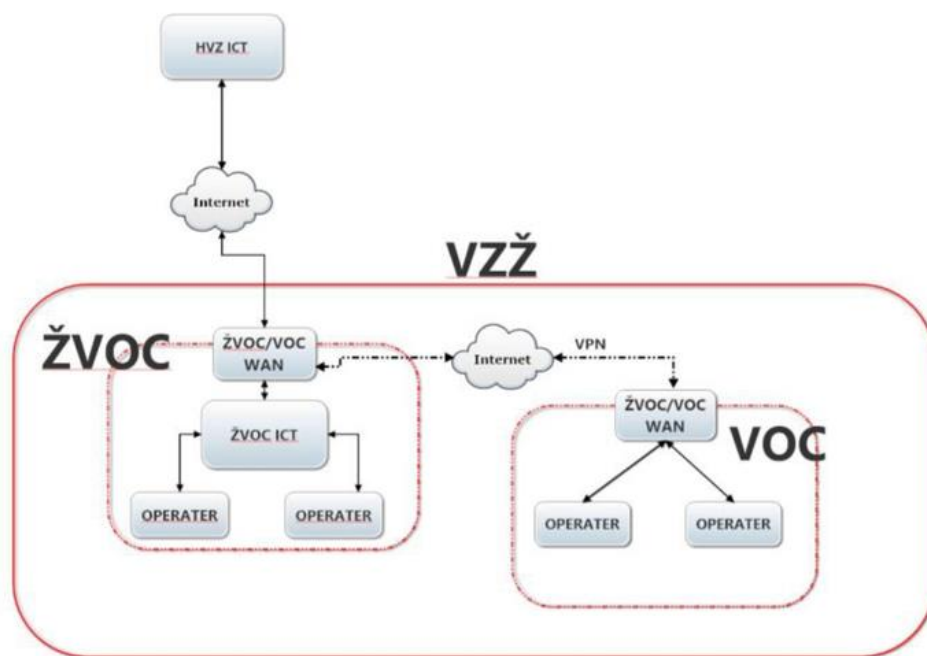 HVZ ICT
Internet
VZŽ
ŽVOC
ŽVOC/VOC
WAN
Internet
VPN
ŽVOC/VOC
WAN
ŽVOC ICT
VOC
OPERATER
OPERATER
OPERATER
OPERATER